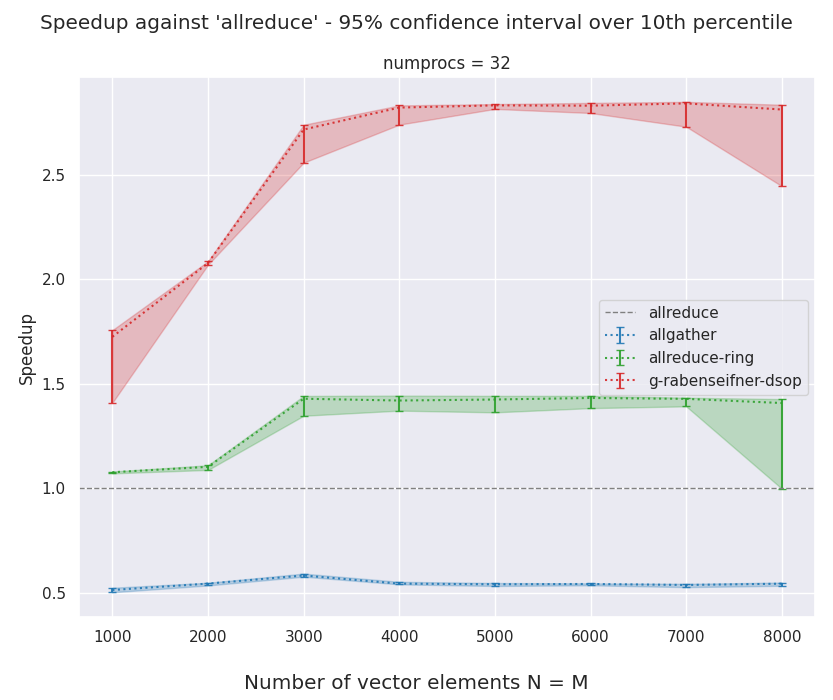 Speedup against 'allreduce' - 95% confidence interval over 10th percentile
numprocs = 32
Speedup
2.5
2.0
1.5
1.0
0.5
allreduce
allgather
allreduce-ring
g-rabenseifner-dsop
1000 2000 3000 4000 5000 6000 7000 8000
Number of vector elements N = M